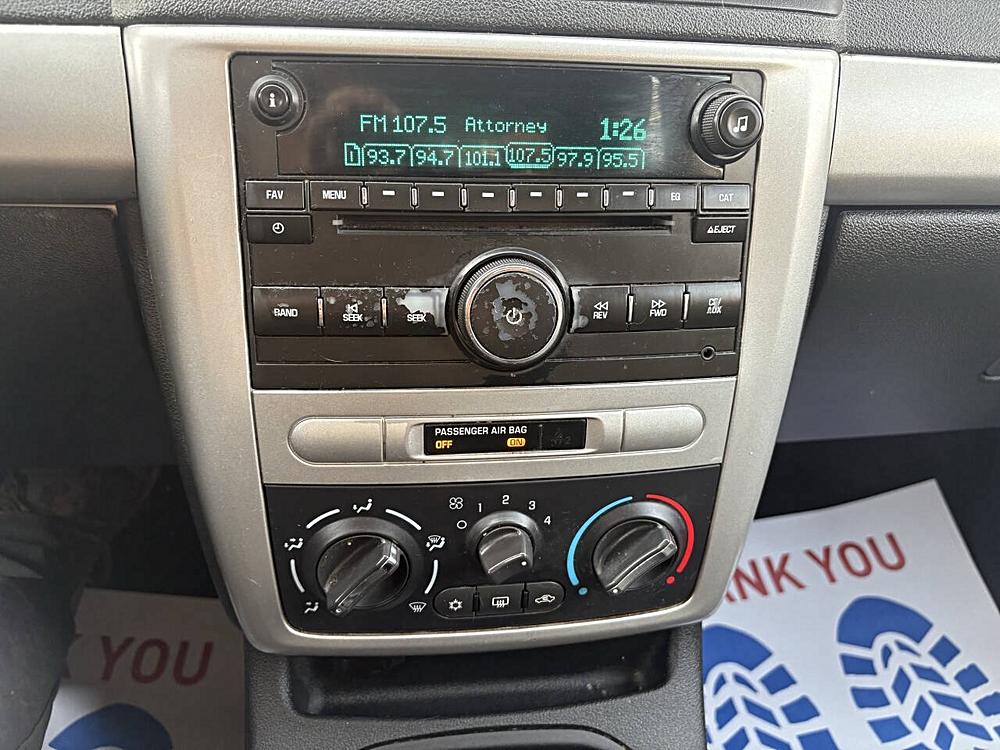 i
FM 107.5 Attorney 1:26
1 93.7 94.7 101.1 107.5 97.9 95.5
FAV MENU EQ CAT
EJECT
BAND SEEK SEEK REV FWD CD/AUX
PASSENGER AIR BAG
OFF ON
1 2 3 4
ANK YOU
YOU